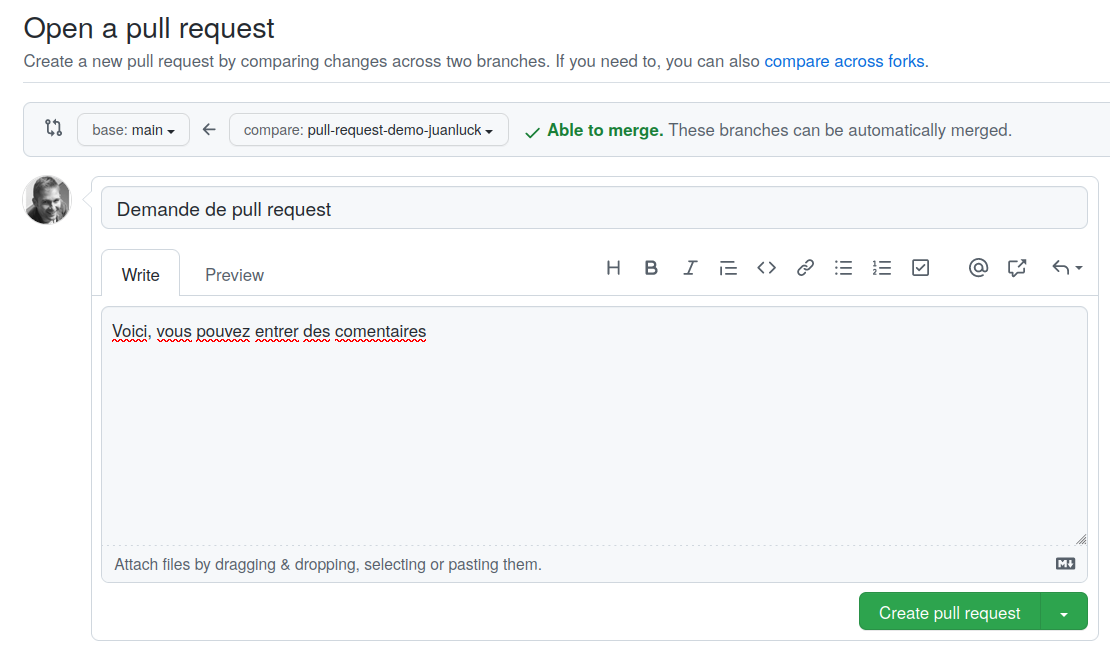 Open a pull request
Create a new pull request by comparing changes across two branches. If you need to, you can also compare across forks.
base: main compare: pull-request-demo-juanluck Able to merge. These branches can be automatically merged.
Demande de pull request
Write Preview
Voici, vous pouvez entrer des comentaires
Attach files by dragging & dropping, selecting or pasting them.
Create pull request